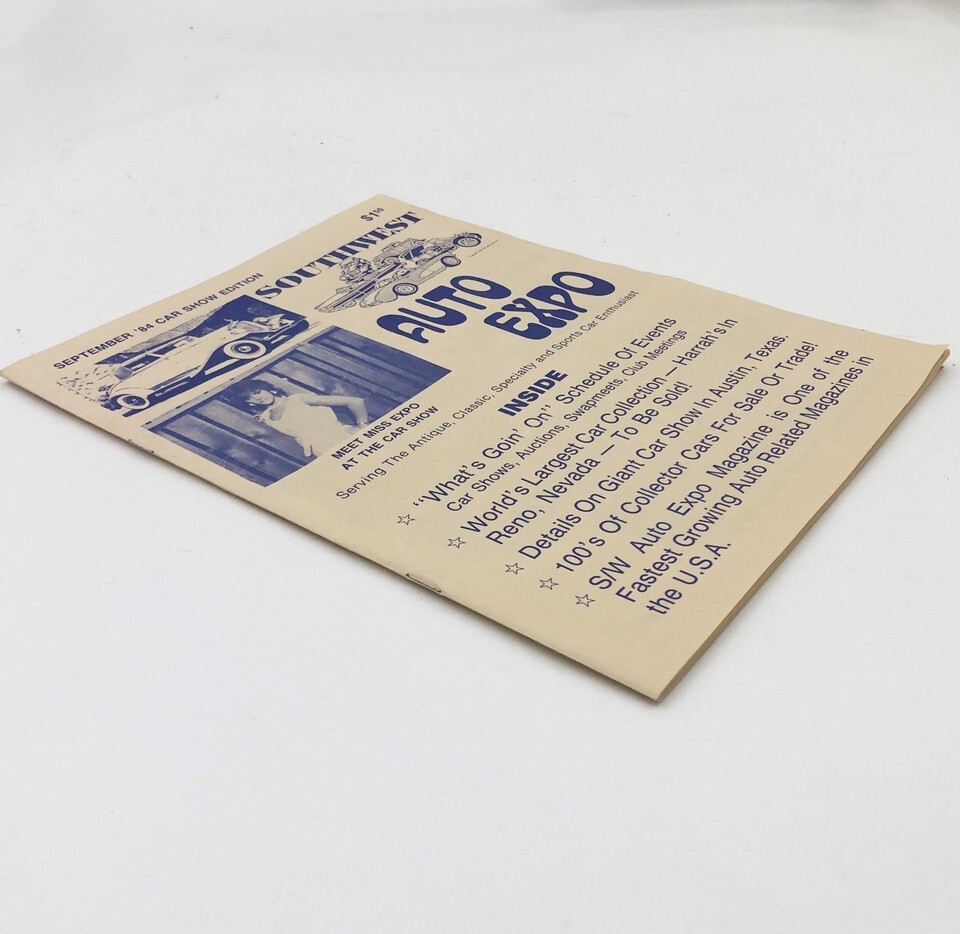 SEPTEMBER '84 CAR SHOW EDITION
$1.50
SOUTHWEST
AUTO
EXPO
MEET MISS EXPO
AT THE CAR SHOW
Serving The Antique, Classic, Specialty and Sports Car Enthusiast
INSIDE
☆ "What's Goin' On" Schedule Of Events
Car Shows, Auctions, Swapmeets, Club Meetings
☆ World's Largest Car Collection — Harrah's In
Reno, Nevada — To Be Sold!
☆ Details On Giant Car Show In Austin, Texas.
☆ 100's Of Collector Cars For Sale Or Trade!
☆ S/W Auto Expo Magazine is One of the
Fastest Growing Auto Related Magazines in
the U.S.A.